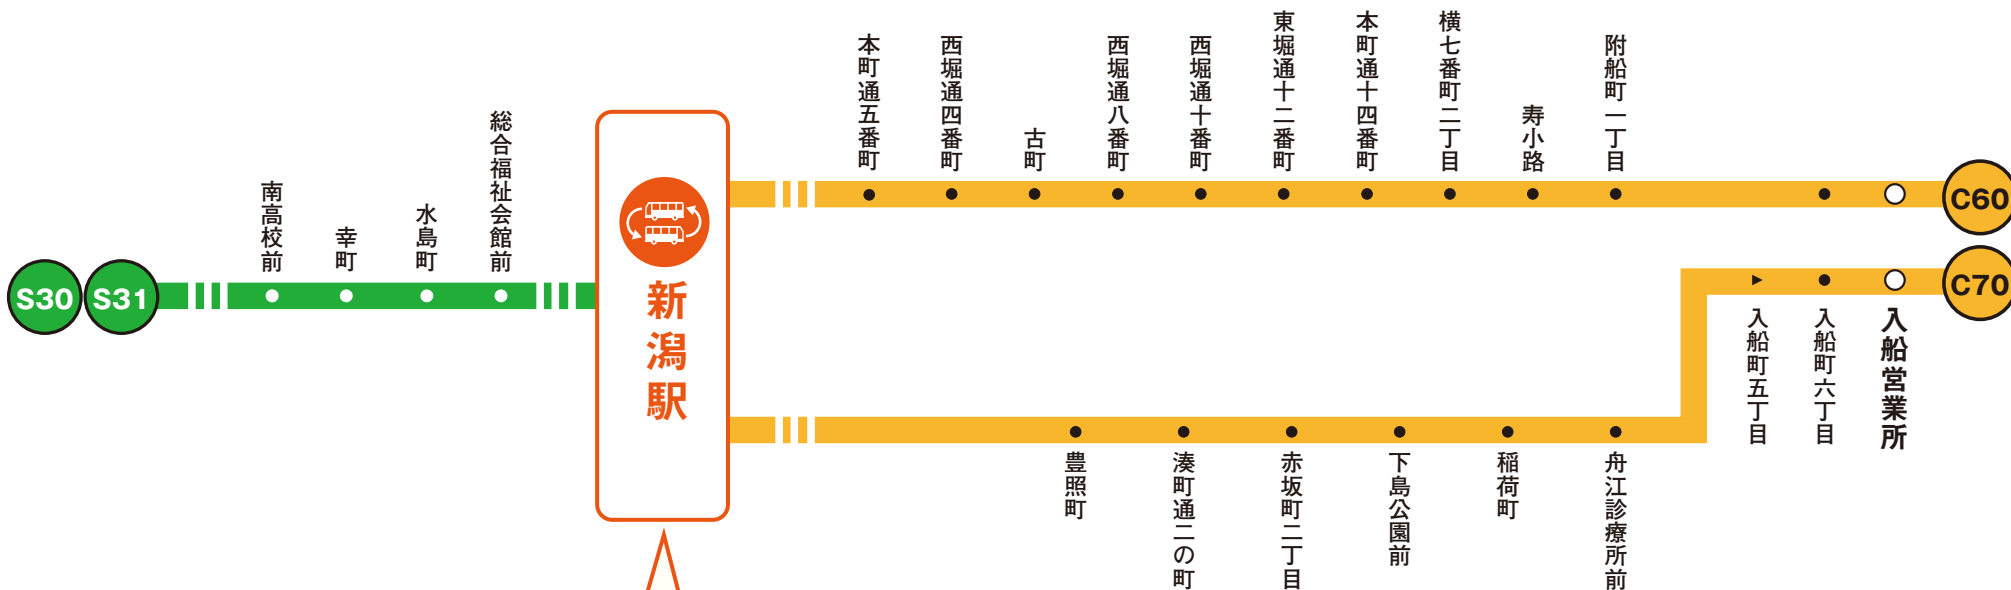 S30
S31
南高校前
幸町
水島町
総合福祉会館前
新潟駅
本町通五番町
西堀通四番町
古町
西堀通八番町
西堀通十番町
東堀通十二番町
本町通十四番町
横七番町二丁目
寿小路
附船町一丁目
C60
豊照町
湊町通二の町
赤坂町二丁目
下島公園前
稲荷町
舟江診療所前
入船町五丁目
入船町六丁目
入船営業所
C70